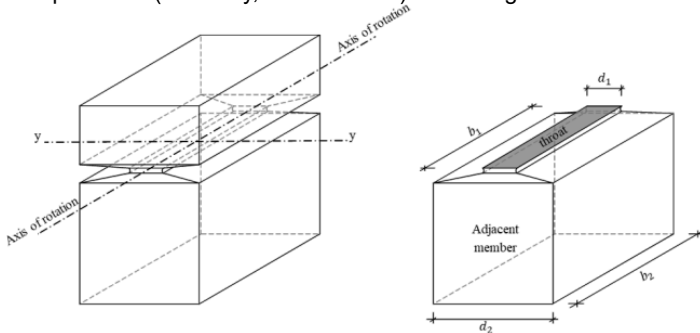 Axis of rotation
y
y
Axis of rotation
d₁
b₁
throat
Adjacent
member
b₂
d₂